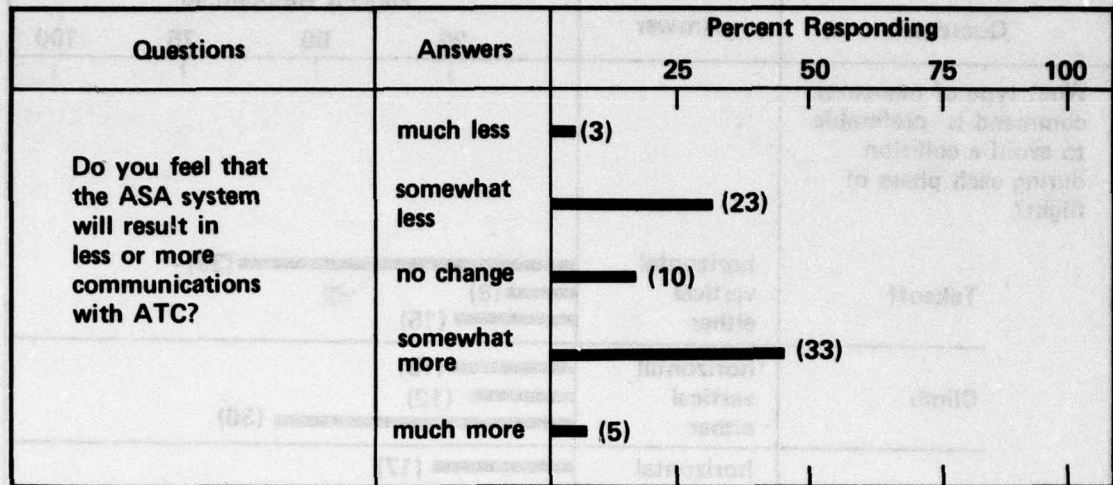 Questions
Answers
Percent Responding
25 50 75 100
Do you feel that
the ASA system
will result in
less or more
communications
with ATC?
much less (3)
somewhat
less (23)
no change (10)
somewhat
more (33)
much more (5)